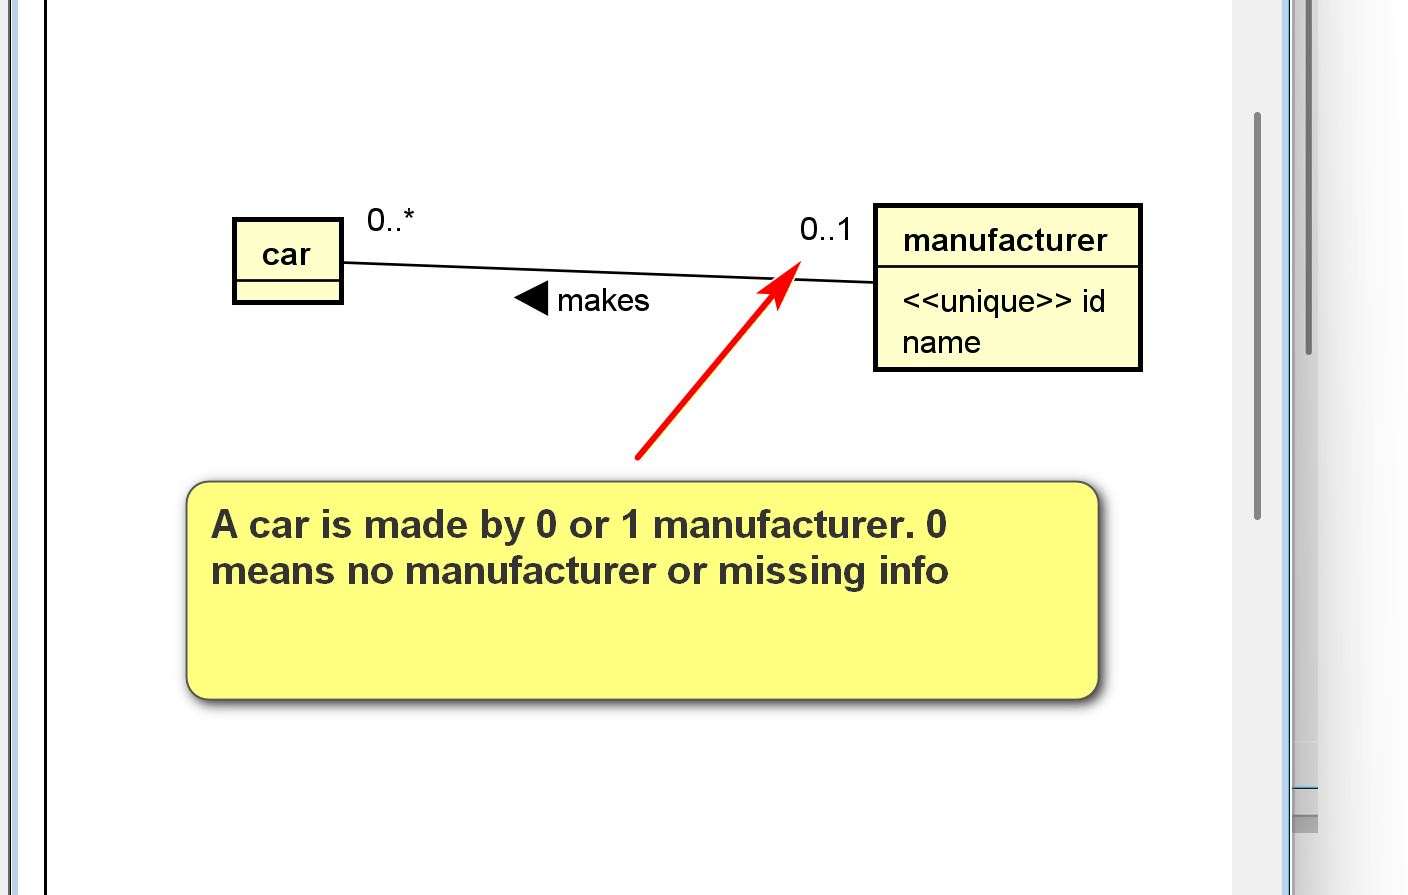 0..*
0..1
car
manufacturer
makes
<<unique>> id
name
A car is made by 0 or 1 manufacturer. 0
means no manufacturer or missing info